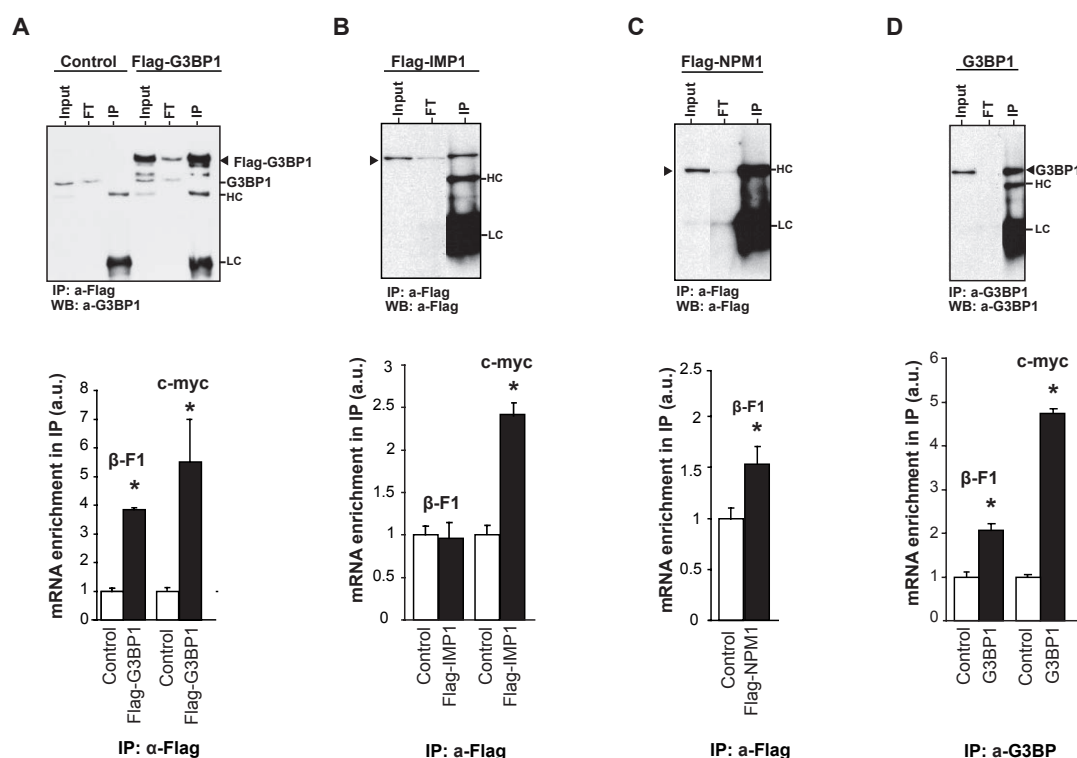 A
Control Flag-G3BP1
Input FT IP Input FT IP
Flag-G3BP1
G3BP1
HC
LC
IP: a-Flag
WB: a-G3BP1
B
Flag-IMP1
Input FT IP
HC
LC
IP: a-Flag
WB: a-Flag
C
Flag-NPM1
Input FT IP
HC
LC
IP: a-Flag
WB: a-Flag
D
G3BP1
Input FT IP
G3BP1
HC
LC
IP: a-G3BP1
WB: a-G3BP1
mRNA enrichment in IP (a.u.)
8
7
6
5
4
3
2
1
0
β-F1
*
c-myc
*
Control
Flag-G3BP1
Control
Flag-G3BP1
IP: α-Flag
mRNA enrichment in IP (a.u.)
3
2.5
2
1.5
1
0.5
0
β-F1
c-myc
*
Control
Flag-IMP1
Control
Flag-IMP1
IP: a-Flag
mRNA enrichment in IP (a.u.)
2
2
1.5
1
0.5
0
β-F1
*
Control
Flag-NPM1
IP: a-Flag
mRNA enrichment in IP (a.u.)
6
5
4
3
2
1
0
β-F1
*
c-myc
*
Control
G3BP1
Control
G3BP1
IP: a-G3BP